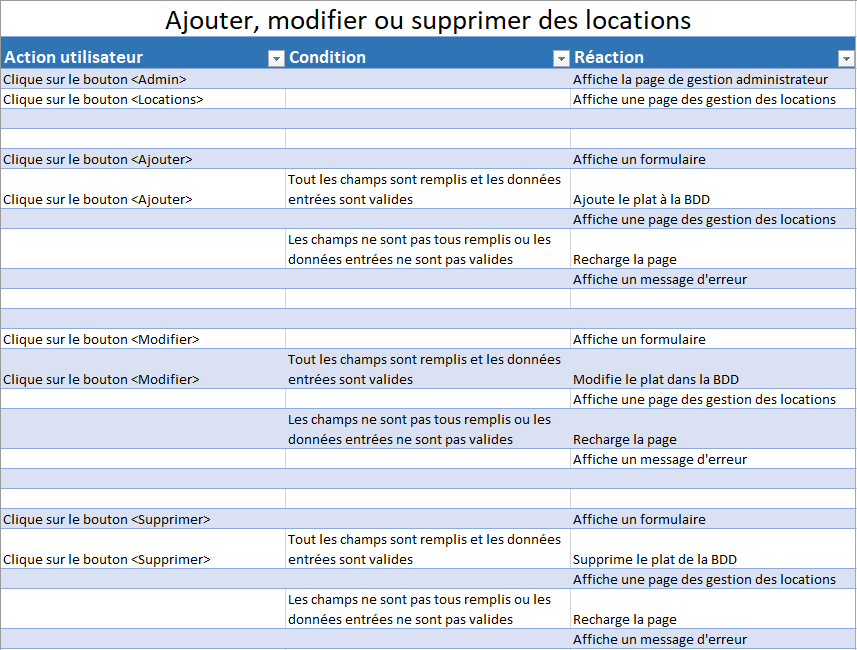 Ajouter, modifier ou supprimer des locations
Action utilisateur Condition Réaction
Clique sur le bouton <Admin> Affiche la page de gestion administrateur
Clique sur le bouton <Locations> Affiche une page des gestion des locations
Clique sur le bouton <Ajouter> Affiche un formulaire
Tout les champs sont remplis et les données
Clique sur le bouton <Ajouter> entrées sont valides Ajoute le plat à la BDD
Affiche une page des gestion des locations
Les champs ne sont pas tous remplis ou les
données entrées ne sont pas valides Recharge la page
Affiche un message d'erreur
Clique sur le bouton <Modifier> Affiche un formulaire
Tout les champs sont remplis et les données
Clique sur le bouton <Modifier> entrées sont valides Modifie le plat dans la BDD
Affiche une page des gestion des locations
Les champs ne sont pas tous remplis ou les
données entrées ne sont pas valides Recharge la page
Affiche un message d'erreur
Clique sur le bouton <Supprimer> Affiche un formulaire
Tout les champs sont remplis et les données
Clique sur le bouton <Supprimer> entrées sont valides Supprime le plat de la BDD
Affiche une page des gestion des locations
Les champs ne sont pas tous remplis ou les
données entrées ne sont pas valides Recharge la page
Affiche un message d'erreur